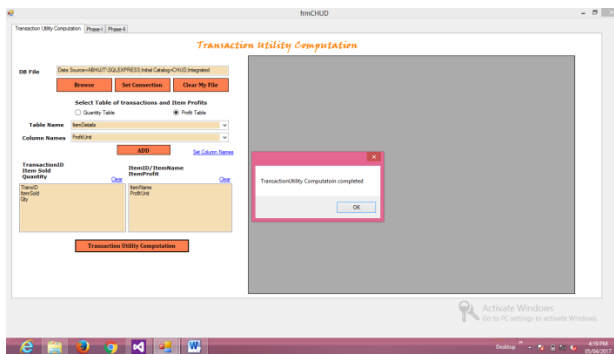 frmCHUD
Transaction Utility Computation Phase-I Phase-II
Transaction Utility Computation
DB File
Data Source=ABHIJIT\SQLEXPRESS;Initial Catalog=CHUD;Integrated
Browse Set Connection Clear My File
Select Table of transactions and Item Profits
Quantity Table Profit Table
Table Name ItemDetails
Column Names ProfitUnit
ADD Set Column Names
TransactionID
Item Sold
Quantity
Clear
ItemID/ItemName
ItemProfit
Clear
TransID
ItemSold
Qty
ItemName
ProfitUnit
Transaction Utility Computation
TransactionUtility Computatoin completed
OK
Activate Windows
Go to PC settings to activate Windows.
Desktop
4:19 PM
05/04/2017